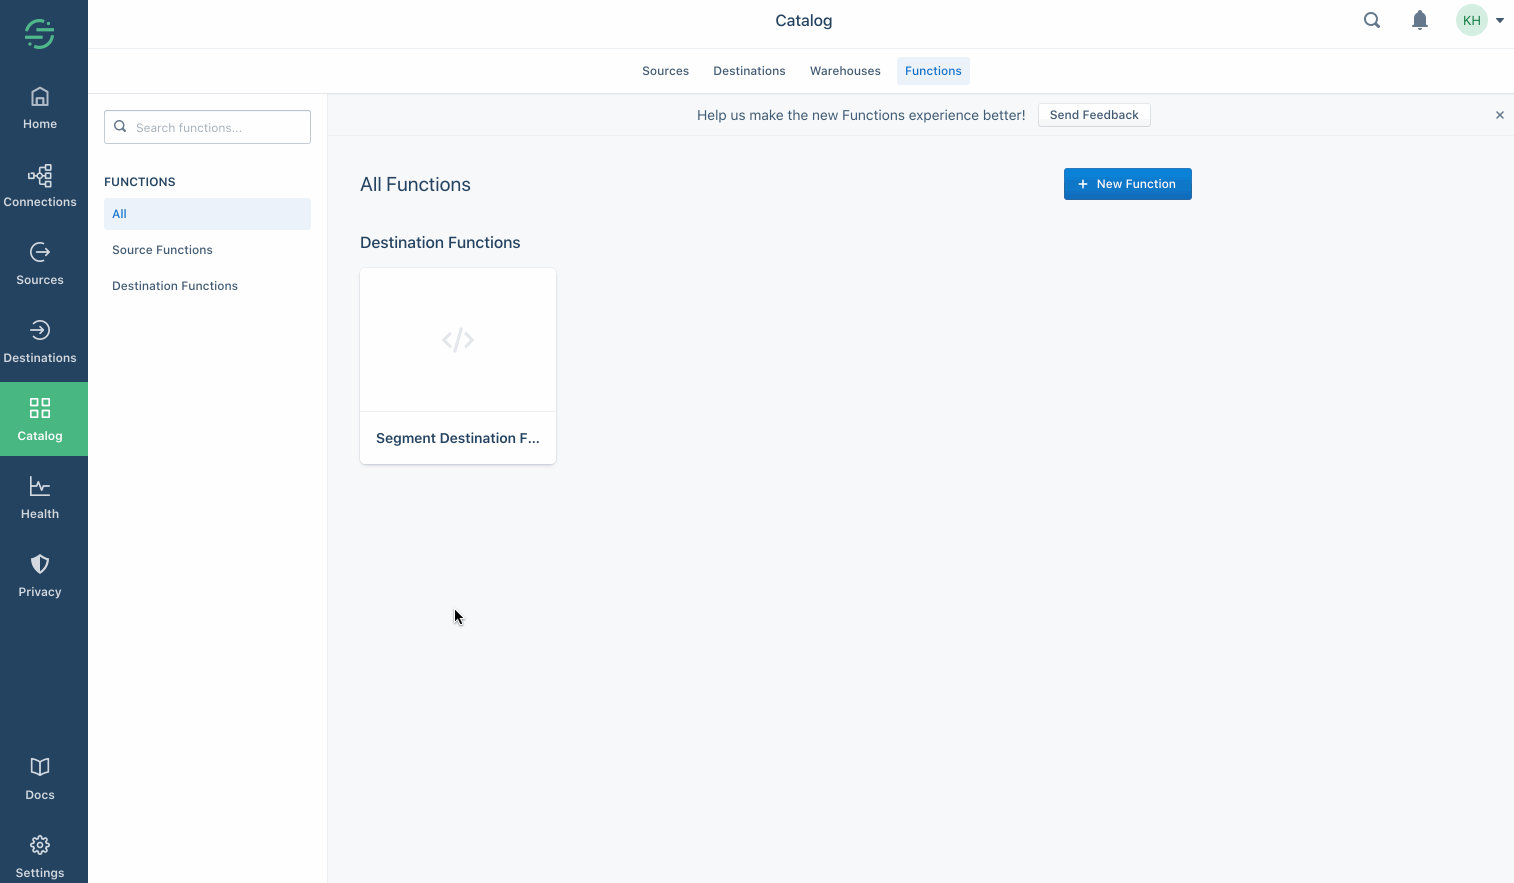 Catalog
KH
Sources
Destinations
Warehouses
Functions
Home
Connections
Sources
Destinations
Catalog
Health
Privacy
Docs
Settings
Search functions...
FUNCTIONS
All
Source Functions
Destination Functions
Help us make the new Functions experience better!
Send Feedback
All Functions
+ New Function
Destination Functions
</>
Segment Destination F...